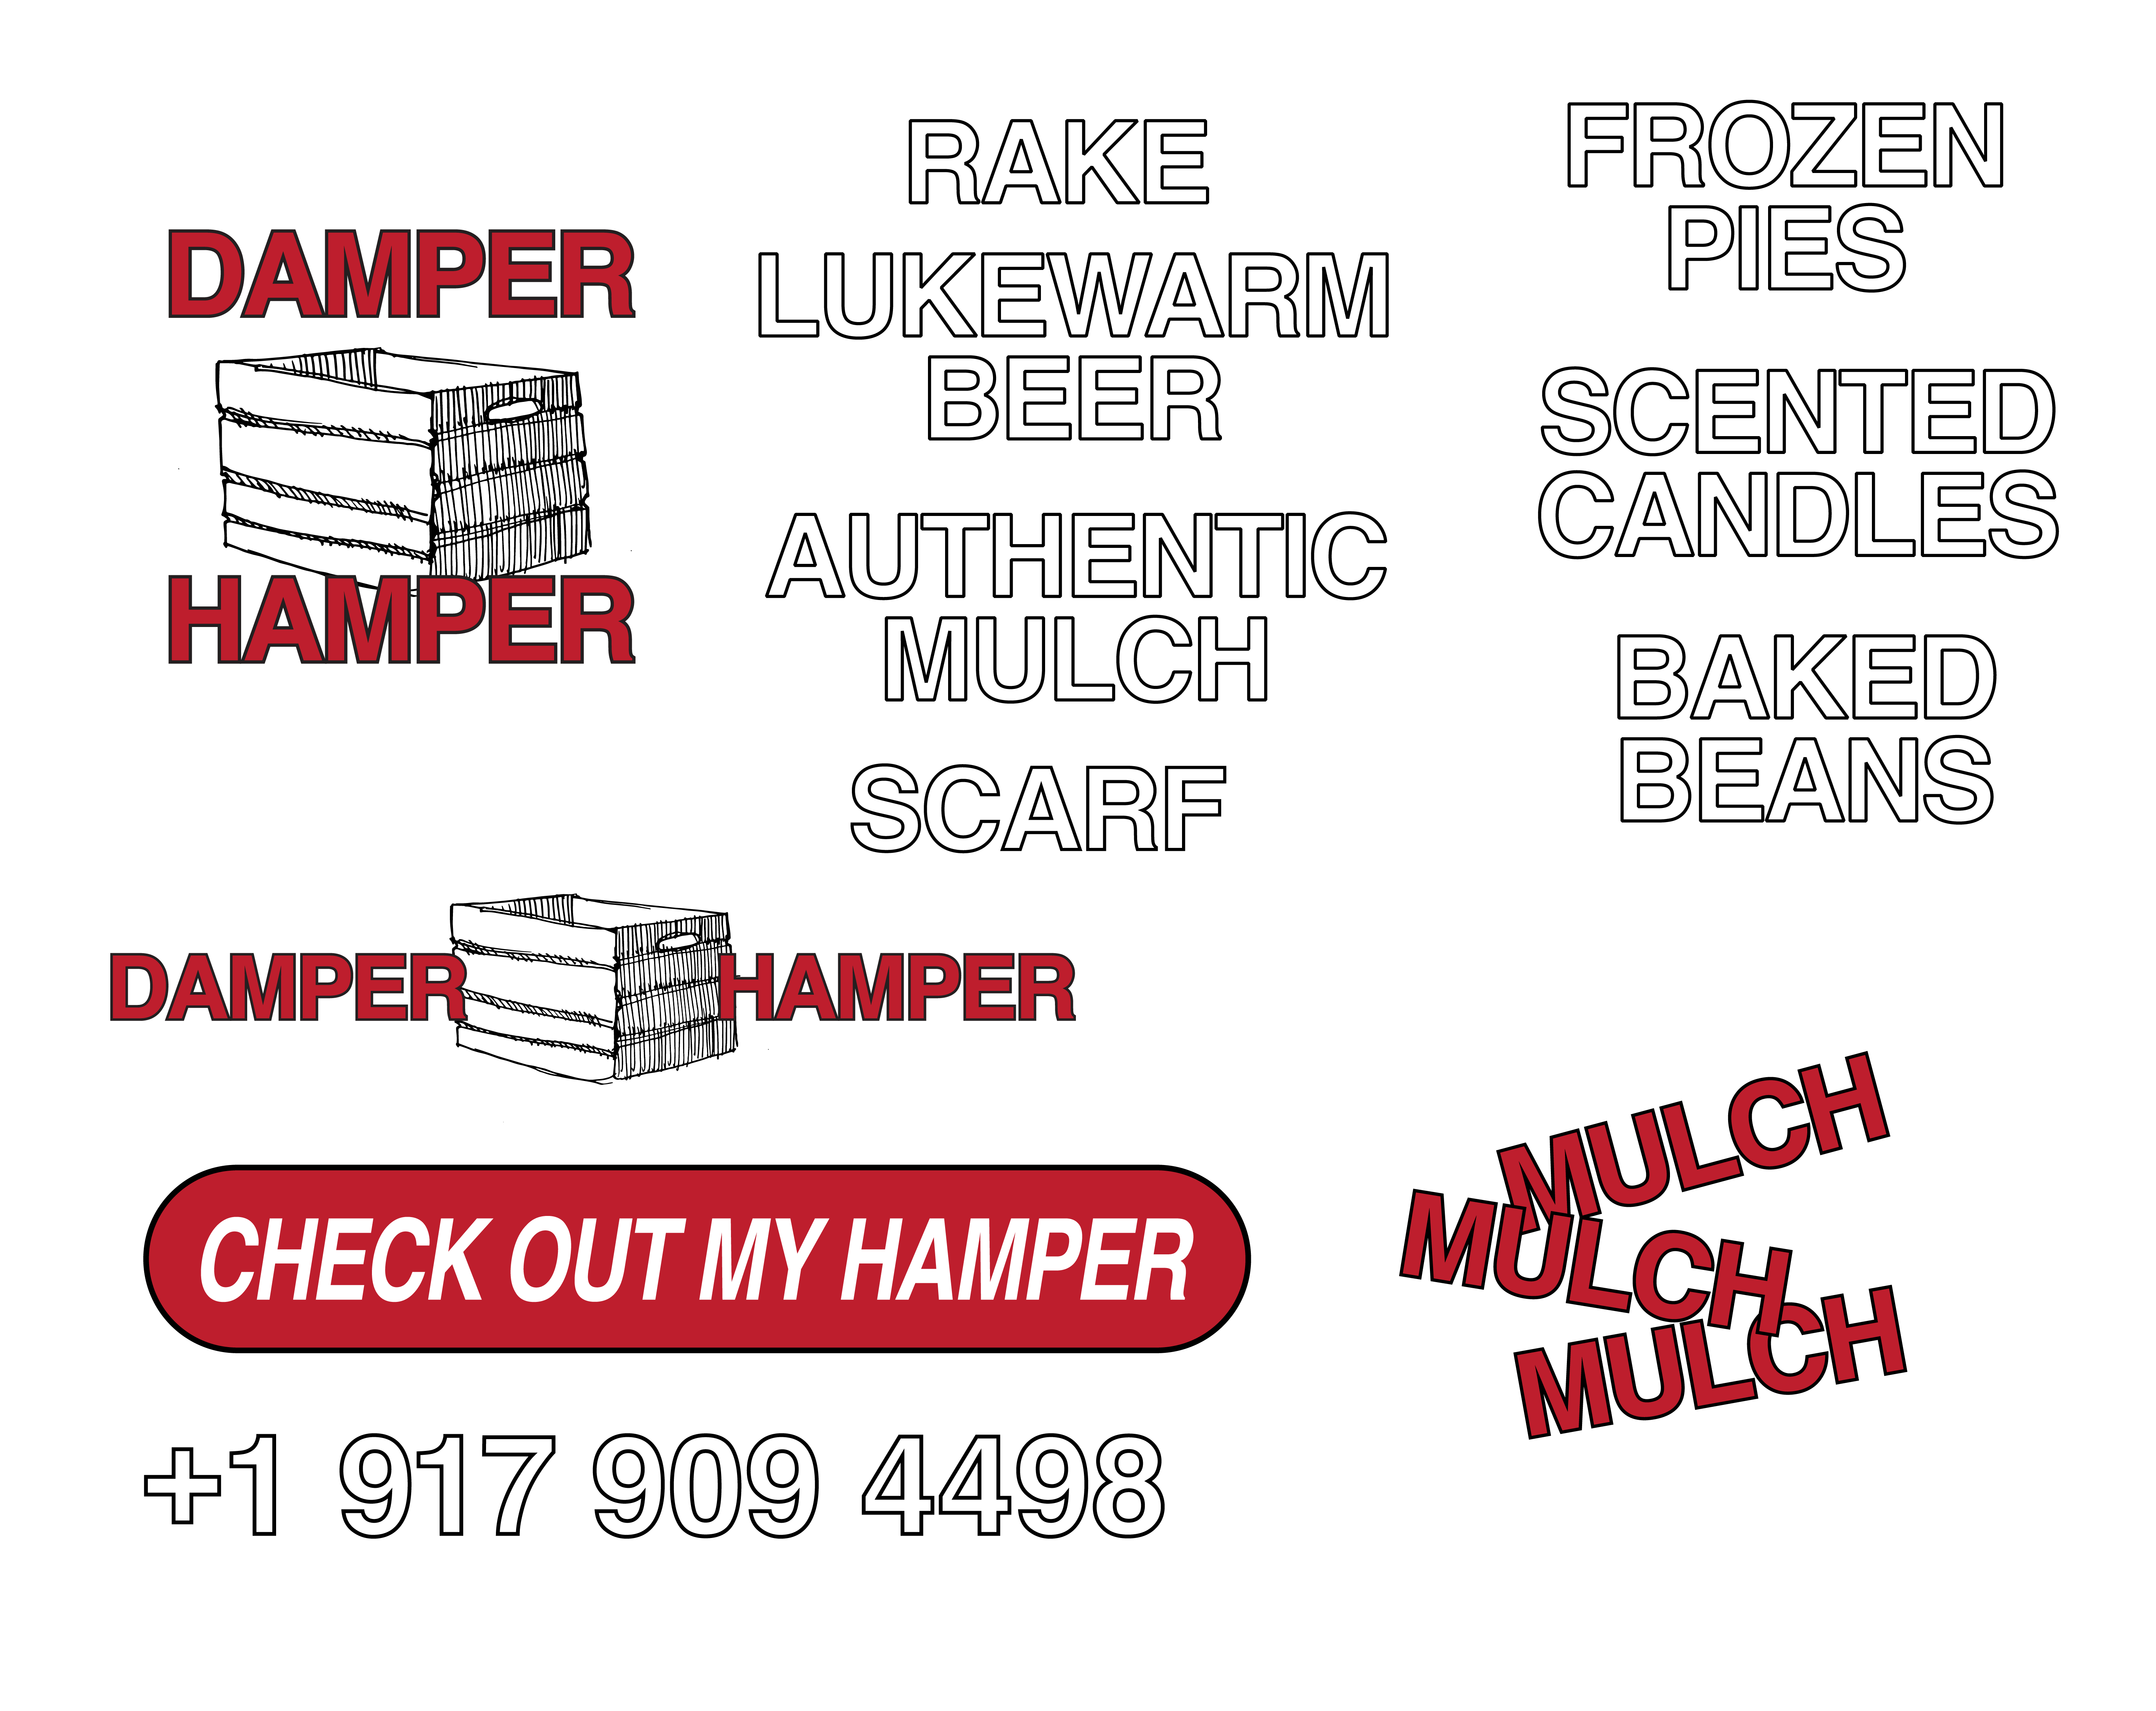 DAMPER
HAMPER
RAKE
LUKEWARM
BEER
AUTHENTIC
MULCH
SCARF
FROZEN
PIES
SCENTED
CANDLES
BAKED
BEANS
DAMPER HAMPER
CHECK OUT MY HAMPER
+1 917 909 4498
MULCH
MULCH
MULCH